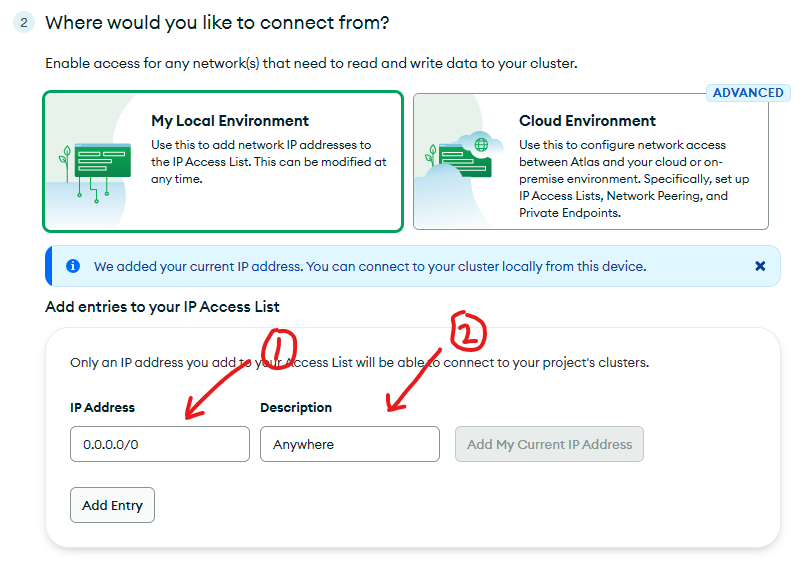 2 Where would you like to connect from?
Enable access for any network(s) that need to read and write data to your cluster.
ADVANCED
My Local Environment
Use this to add network IP addresses to
the IP Access List. This can be modified at
any time.
Cloud Environment
Use this to configure network access
between Atlas and your cloud or on-
premise environment. Specifically, set up
IP Access Lists, Network Peering, and
Private Endpoints.
We added your current IP address. You can connect to your cluster locally from this device.
Add entries to your IP Access List
1
2
Only an IP address you add to your Access List will be able to connect to your project's clusters.
IP Address Description
0.0.0.0/0 Anywhere Add My Current IP Address
Add Entry